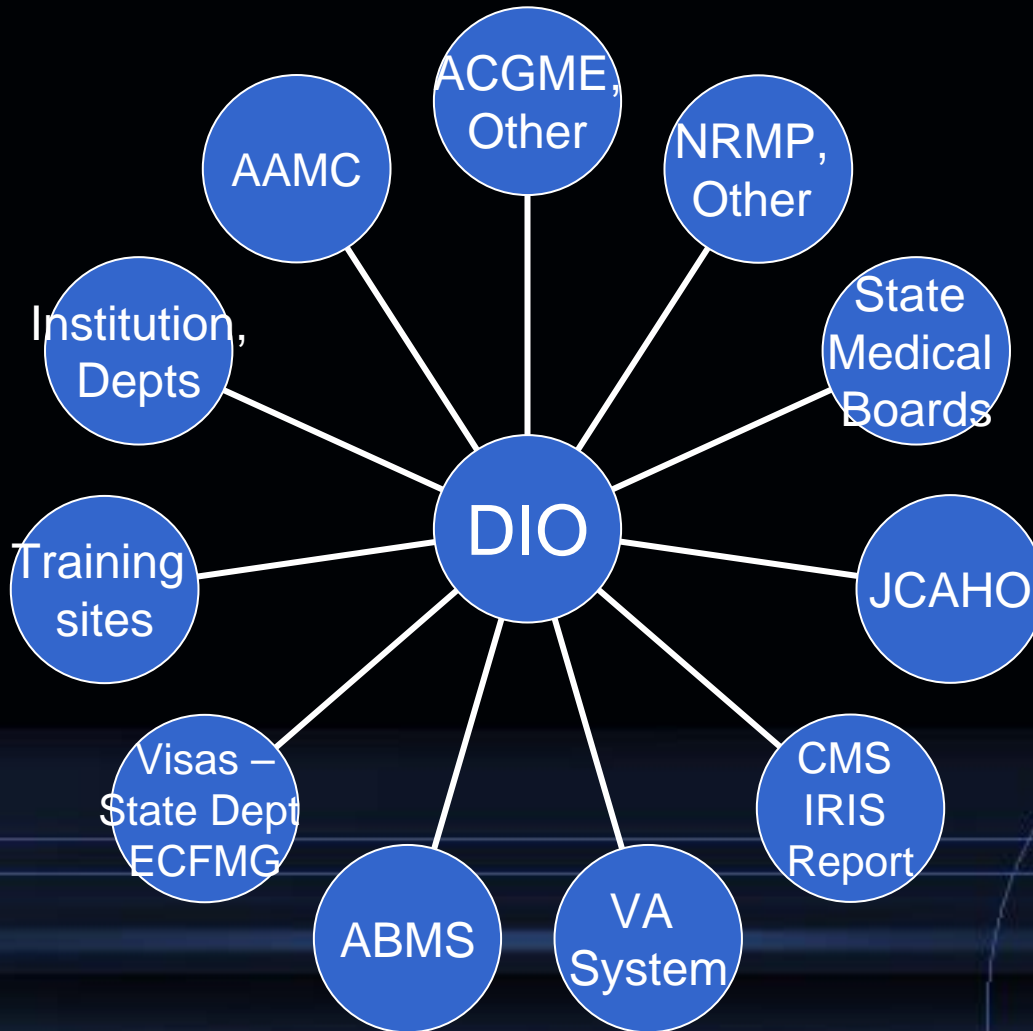 ACGME,
Other
NRMP,
Other
State
Medical
Boards
JCAHO
CMS
IRIS
Report
VA
System
ABMS
Visas –
State Dept
ECFMG
Training
sites
Institution,
Depts
AAMC
DIO